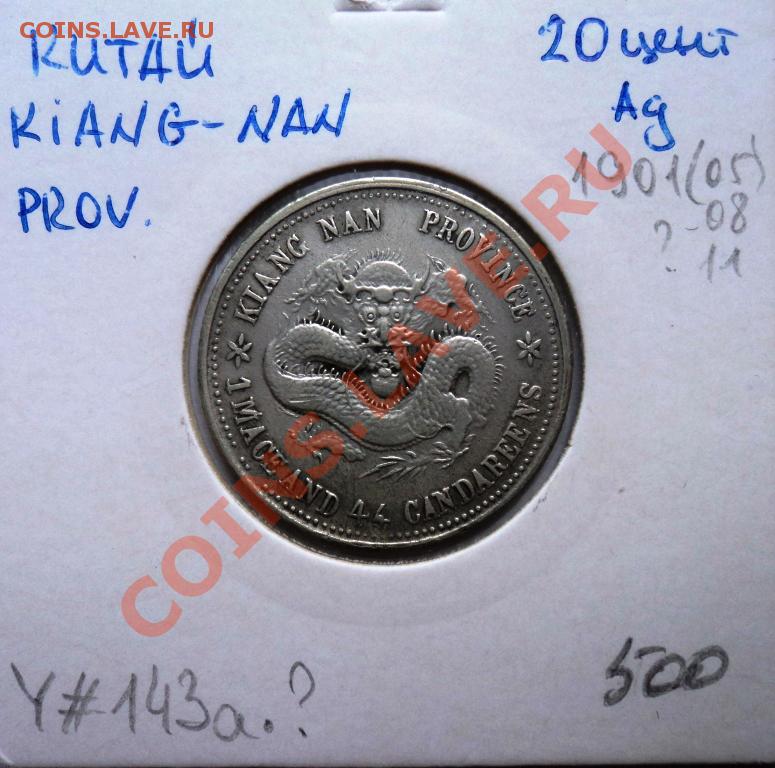 COINS.LAVE.RU
КИТАЙ
KiANG-NAN
PROV.
20 цент
Ag
1901(05)
?-08
11
KIANG NAN PROVINCE
1 MACE AND 44 CANDAREENS
COINS.LAVE.RU
Y#143a.?
500